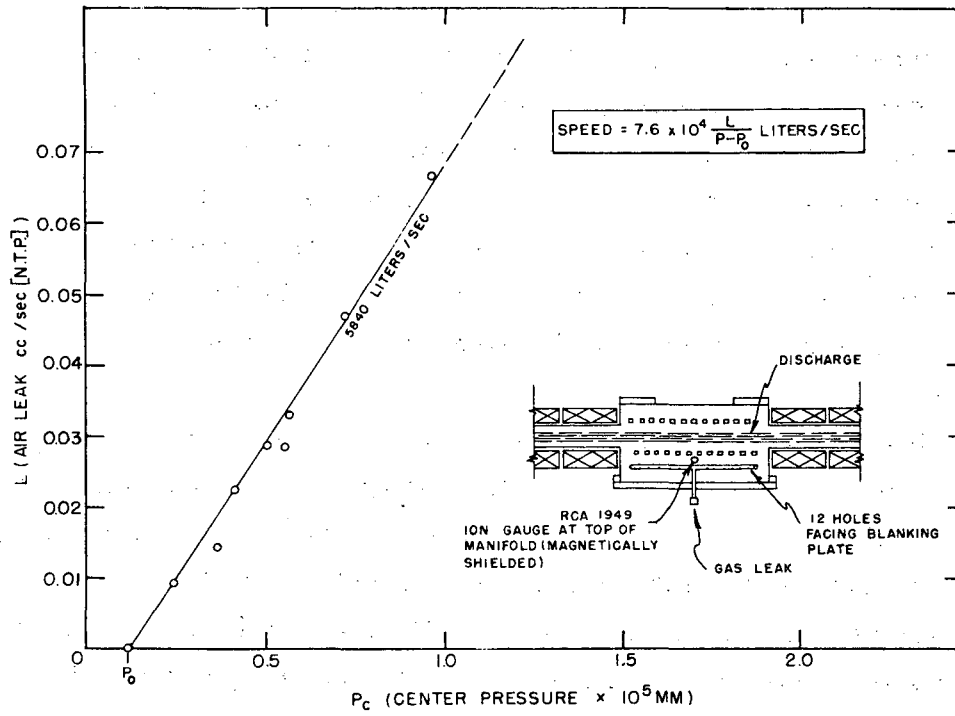 L (AIR LEAK cc/sec [N.T.P.])
0.07
0.06
0.05
0.04
0.03
0.02
0.01
0
P₀
0.5
1.0
1.5
2.0
P_C (CENTER PRESSURE × 10⁵ MM)
5840 LITERS/SEC
SPEED = 7.6 × 10⁴ L/(P-P₀) LITERS/SEC
DISCHARGE
RCA 1949
ION GAUGE AT TOP OF
MANIFOLD (MAGNETICALLY
SHIELDED)
GAS LEAK
12 HOLES
FACING BLANKING
PLATE